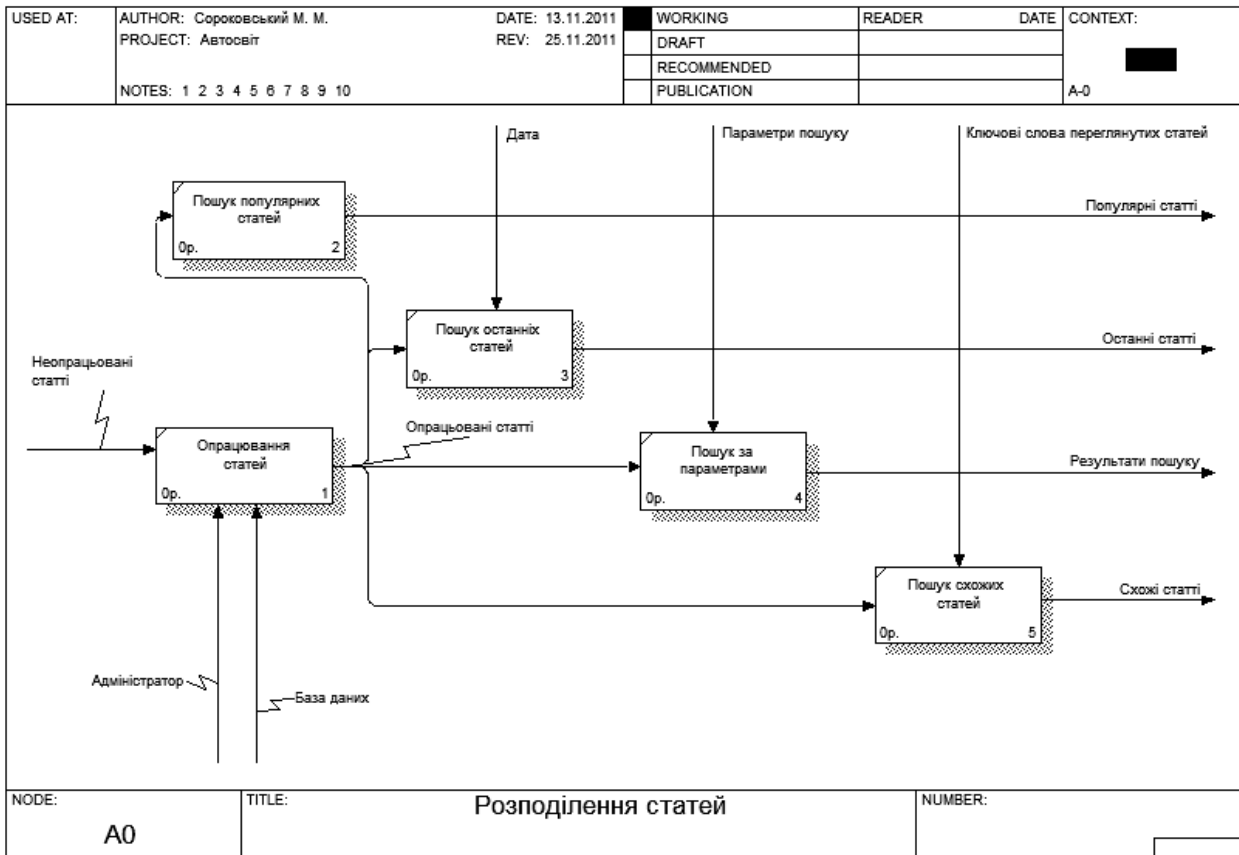 USED AT:
AUTHOR: Сороковський М. М.
DATE: 13.11.2011
PROJECT: Автосвіт
REV: 25.11.2011
NOTES: 1 2 3 4 5 6 7 8 9 10
WORKING
DRAFT
RECOMMENDED
PUBLICATION
READER DATE
CONTEXT:
A-0
Дата
Параметри пошуку
Ключові слова переглянутих статей
Пошук популярних
статей
0р. 2
Популярні статті
Пошук останніх
статей
0р. 3
Останні статті
Неопрацьовані
статті
Опрацювання
статей
0р. 1
Опрацьовані статті
Пошук за
параметрами
0р. 4
Результати пошуку
Пошук схожих
статей
0р. 5
Схожі статті
Адміністратор
База даних
NODE:
A0
TITLE:
Розподілення статей
NUMBER: